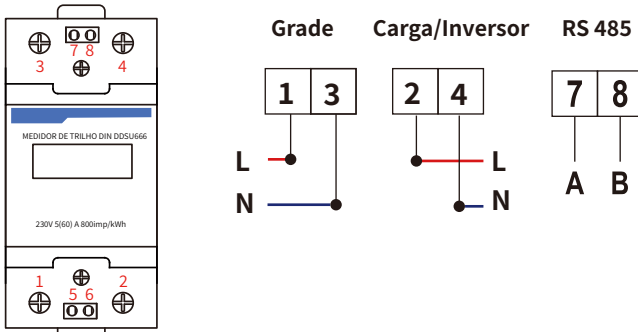 7 8
3 4
MEDIDOR DE TRILHO DIN DDSU666
230V 5(60) A 800imp/kWh
1 2
5 6
Grade Carga/Inversor RS 485
1 3 2 4 7 8
L L
N N
A B